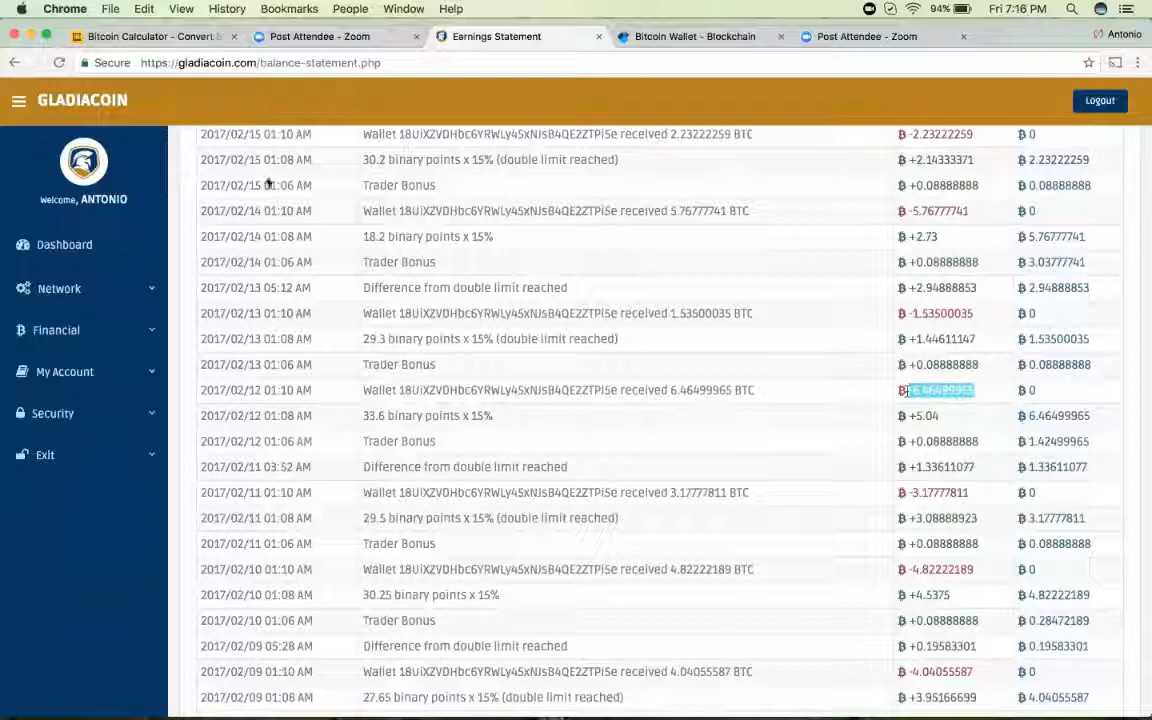 Chrome File Edit View History Bookmarks People Window Help 94% Fri 7:16 PM
Bitcoin Calculator - Convert Post Attendee - Zoom Earnings Statement Bitcoin Wallet - Blockchain Post Attendee - Zoom Antonio
Secure https://gladiacoin.com/balance-statement.php
GLADIACOIN Logout
Welcome, ANTONIO
Dashboard
Network
Financial
My Account
Security
Exit
2017/02/15 01:10 AM Wallet 18UiXZVDHbc6YRWLy45xNJsB4QE2ZTPiSe received 2.23222259 BTC ₿ -2.23222259 ₿ 0
2017/02/15 01:08 AM 30.2 binary points x 15% (double limit reached) ₿ +2.14333371 ₿ 2.23222259
2017/02/15 01:06 AM Trader Bonus ₿ +0.08888888 ₿ 0.08888888
2017/02/14 01:10 AM Wallet 18UiXZVDHbc6YRWLy45xNJsB4QE2ZTPiSe received 5.76777741 BTC ₿ -5.76777741 ₿ 0
2017/02/14 01:08 AM 18.2 binary points x 15% ₿ +2.73 ₿ 5.76777741
2017/02/14 01:06 AM Trader Bonus ₿ +0.08888888 ₿ 3.03777741
2017/02/13 05:12 AM Difference from double limit reached ₿ +2.94888853 ₿ 2.94888853
2017/02/13 01:10 AM Wallet 18UiXZVDHbc6YRWLy45xNJsB4QE2ZTPiSe received 1.53500035 BTC ₿ -1.53500035 ₿ 0
2017/02/13 01:08 AM 29.3 binary points x 15% (double limit reached) ₿ +1.44611147 ₿ 1.53500035
2017/02/13 01:06 AM Trader Bonus ₿ +0.08888888 ₿ 0.08888888
2017/02/12 01:10 AM Wallet 18UiXZVDHbc6YRWLy45xNJsB4QE2ZTPiSe received 6.46499965 BTC ₿ -6.46499965 ₿ 0
2017/02/12 01:08 AM 33.6 binary points x 15% ₿ +5.04 ₿ 6.46499965
2017/02/12 01:06 AM Trader Bonus ₿ +0.08888888 ₿ 1.42499965
2017/02/11 03:52 AM Difference from double limit reached ₿ +1.33611077 ₿ 1.33611077
2017/02/11 01:10 AM Wallet 18UiXZVDHbc6YRWLy45xNJsB4QE2ZTPiSe received 3.17777811 BTC ₿ -3.17777811 ₿ 0
2017/02/11 01:08 AM 29.5 binary points x 15% (double limit reached) ₿ +3.08888923 ₿ 3.17777811
2017/02/11 01:06 AM Trader Bonus ₿ +0.08888888 ₿ 0.08888888
2017/02/10 01:10 AM Wallet 18UiXZVDHbc6YRWLy45xNJsB4QE2ZTPiSe received 4.82222189 BTC ₿ -4.82222189 ₿ 0
2017/02/10 01:08 AM 30.25 binary points x 15% ₿ +4.5375 ₿ 4.82222189
2017/02/10 01:06 AM Trader Bonus ₿ +0.08888888 ₿ 0.28472189
2017/02/09 05:28 AM Difference from double limit reached ₿ +0.19583301 ₿ 0.19583301
2017/02/09 01:10 AM Wallet 18UiXZVDHbc6YRWLy45xNJsB4QE2ZTPiSe received 4.04055587 BTC ₿ -4.04055587 ₿ 0
2017/02/09 01:08 AM 27.65 binary points x 15% (double limit reached) ₿ +3.95166699 ₿ 4.04055587